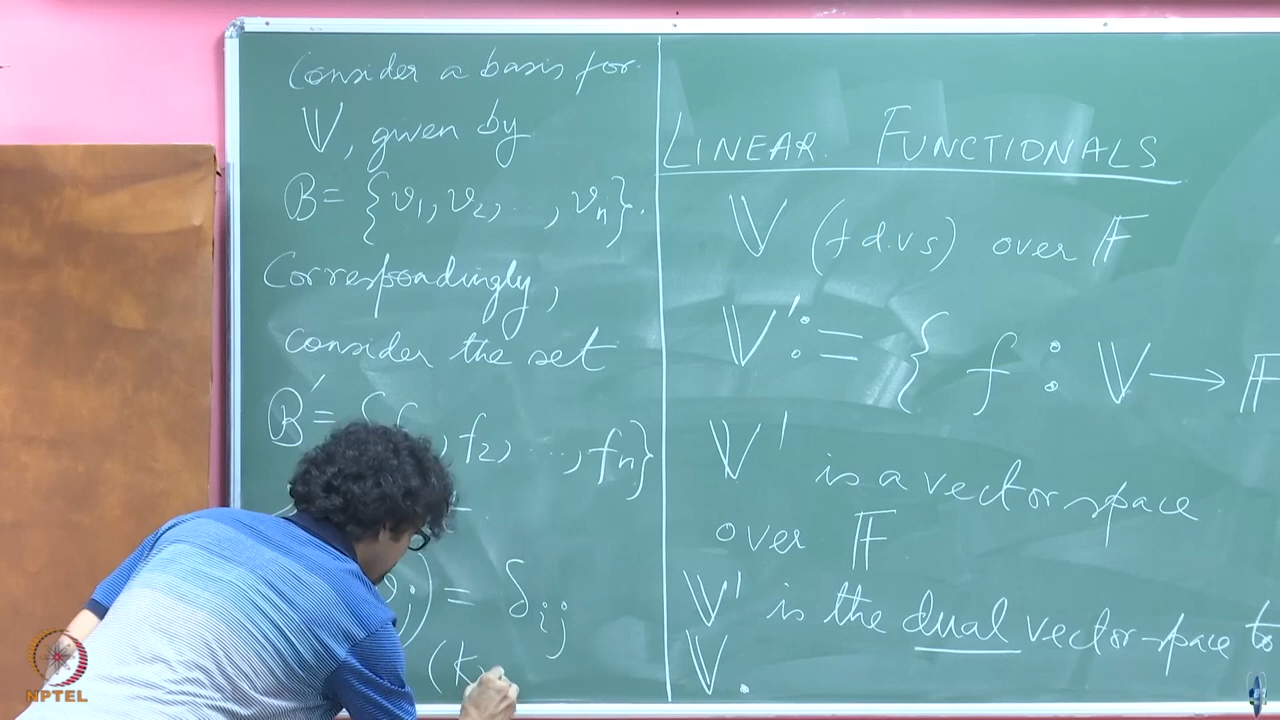 Consider a basis for
𝕍, given by
B = {v₁, v₂, ..., vₙ}.
Correspondingly,
consider the set
B′ = { , f₂, ..., fₙ}
) = δᵢⱼ
(K
LINEAR FUNCTIONALS
𝕍 (f d.v s) over 𝔽
𝕍′ := { f : 𝕍 → 𝔽
𝕍′ is a vector space
over 𝔽
𝕍′ is the dual vector space to
𝕍.
NPTEL